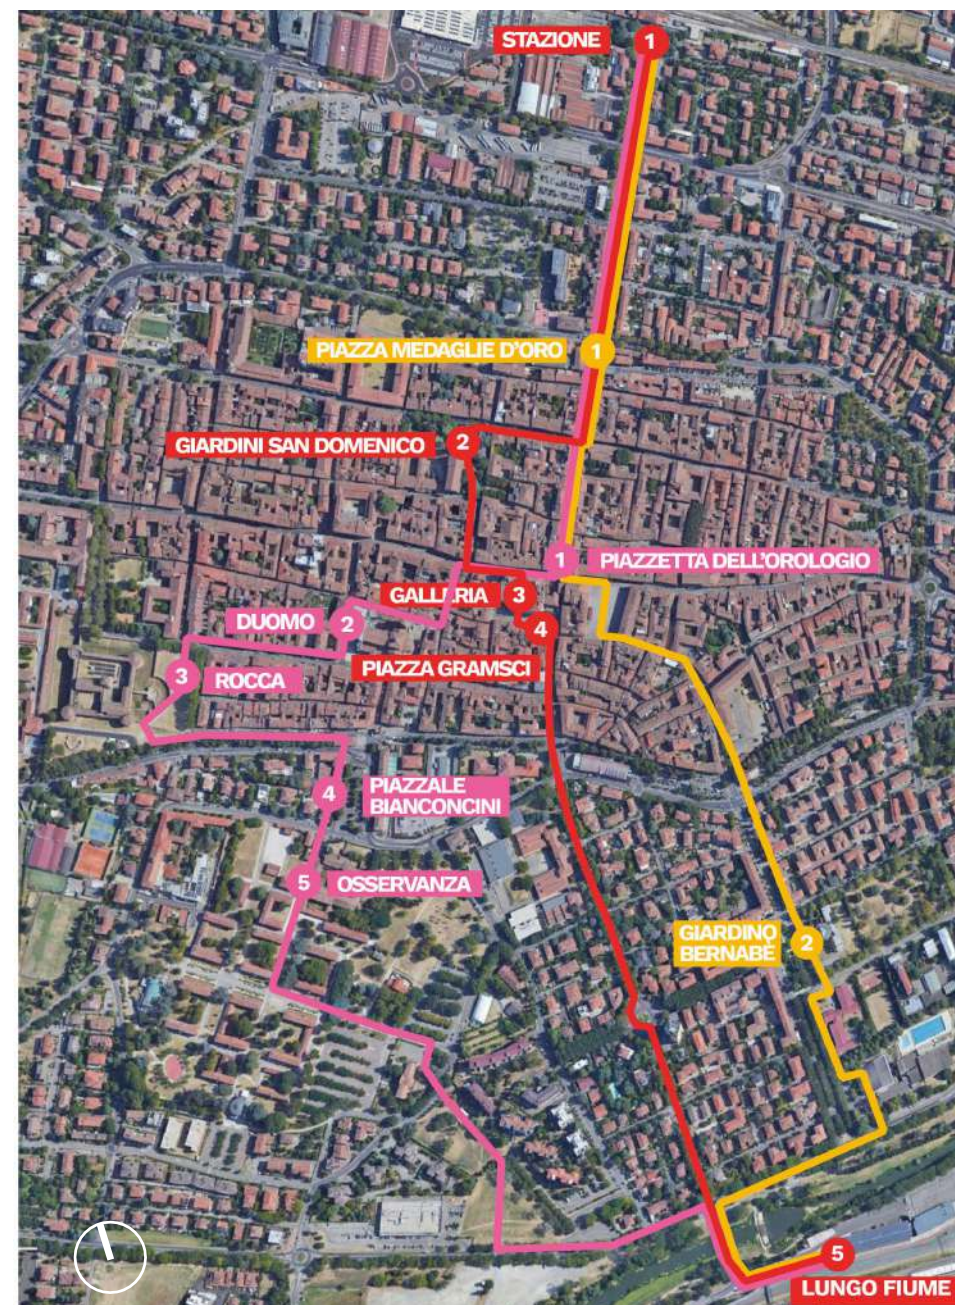 STAZIONE
1
PIAZZA MEDAGLIE D'ORO
1
GIARDINI SAN DOMENICO
2
1
PIAZZETTA DELL'OROLOGIO
GALLERIA
3
DUOMO
2
4
PIAZZA GRAMSCI
3
ROCCA
4
PIAZZALE
BIANCONCINI
5
OSSERVANZA
GIARDINO
BERNABÈ
2
5
LUNGO FIUME